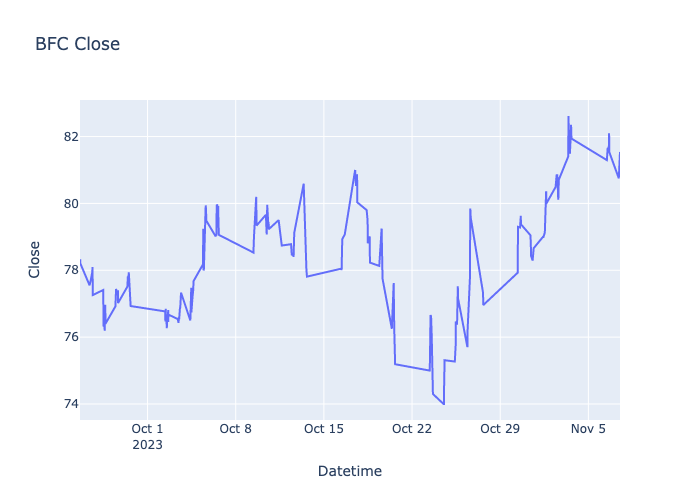 BFC Close
82
80
78
76
74
Close
Oct 1
2023
Oct 8
Oct 15
Oct 22
Oct 29
Nov 5
Datetime